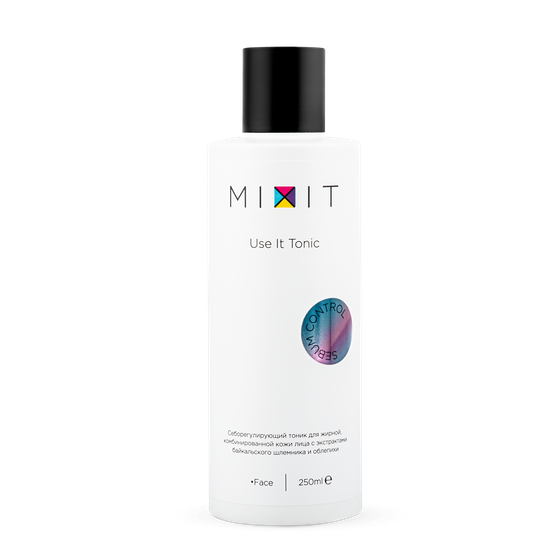 MIXIT
Use It Tonic
SEBUM CONTROL
Себорегулирующий тоник для жирной,
комбинированной кожи лица с экстрактами
байкальского шлемника и облепихи
•Face | 250ml ℮